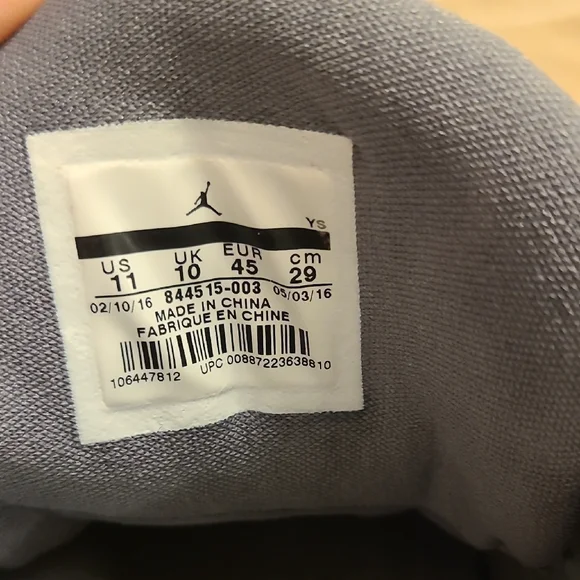 YS
US UK EUR cm
11 10 45 29
02/10/16 844515-003 05/03/16
MADE IN CHINA
FABRIQUE EN CHINE
106447812 UPC 00887223638810